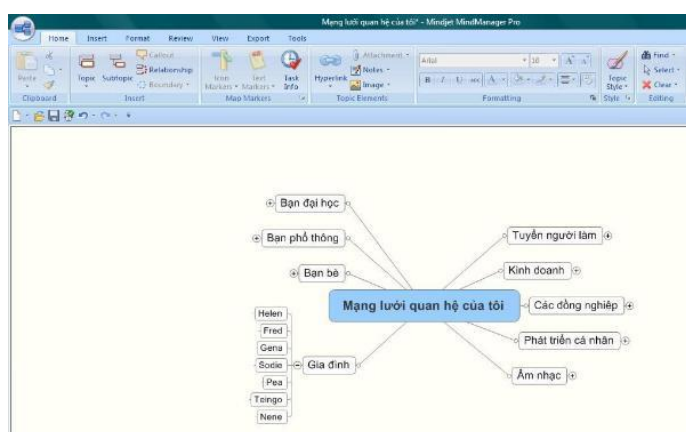 Mạng lưới quan hệ của tôi* - Mindjet MindManager Pro
Home Insert Format Review View Export Tools
Paste
Topic Subtopic
Callout
Relationship
Boundary
Icon Markers
Text Markers
Task Info
Hyperlink
Attachment
Notes
Image
Arial 16 A A
B I U abc A
Topic Style
Find
Select
Clear
Clipboard Insert Map Markers Topic Elements Formatting Style Editing
Bạn đại học
Bạn phổ thông
Bạn bè
Gia đình
Helen
Fred
Gena
Sodie
Pea
Tsingo
Nene
Mạng lưới quan hệ của tôi
Tuyển người làm
Kinh doanh
Các đồng nghiệp
Phát triển cá nhân
Âm nhạc